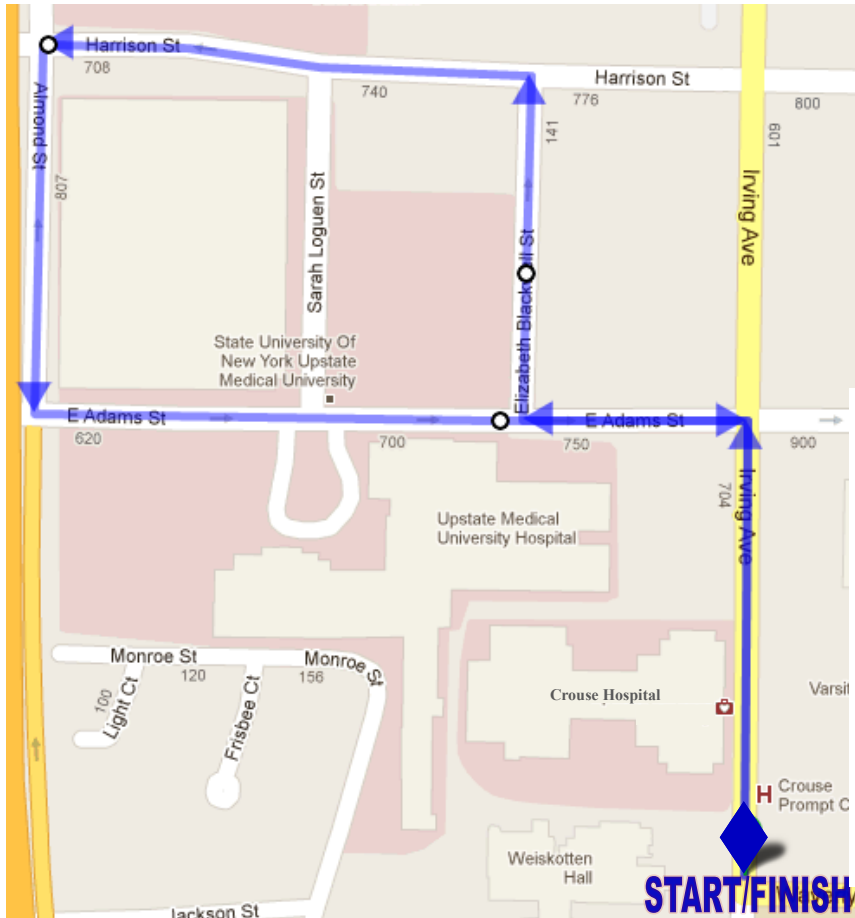 Harrison St
708
740
Harrison St
776
800
Almond St
807
141
601
Irving Ave
Sarah Loguen St
State University Of
New York Upstate
Medical University
E Adams St
620
700
E Adams St
750
900
704
Irving Ave
Upstate Medical
University Hospital
Monroe St
120
156
Monroe St
100
Light Ct
Frisbee Ct
Crouse Hospital
Varsit
H Crouse
Prompt C
Weiskotten
Hall
Jackson St
START/FINISH
Elizabeth Blackwell St